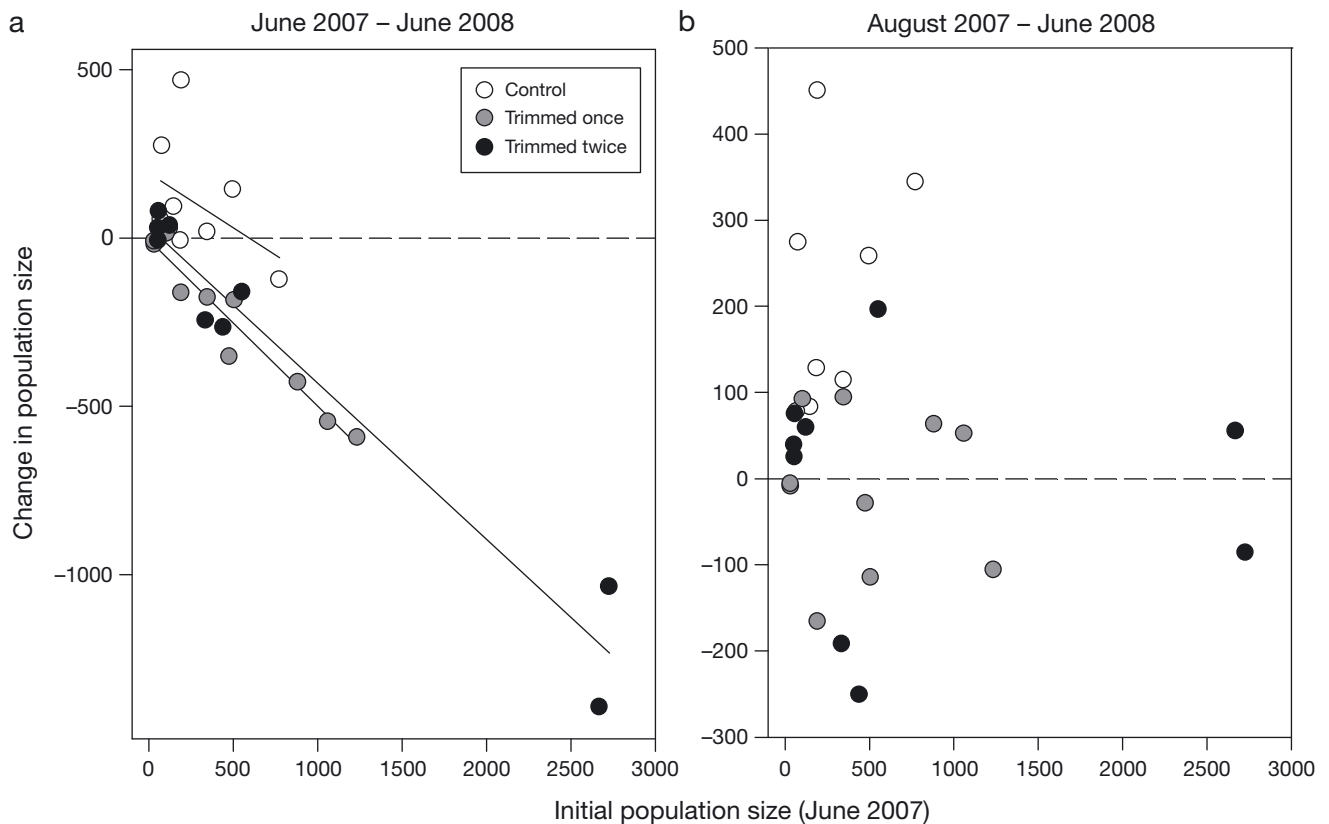 a
June 2007 – June 2008
500
0
−500
−1000
Control
Trimmed once
Trimmed twice
0 500 1000 1500 2000 2500 3000
Change in population size
b
August 2007 – June 2008
500
400
300
200
100
0
−100
−200
−300
0 500 1000 1500 2000 2500 3000
Initial population size (June 2007)